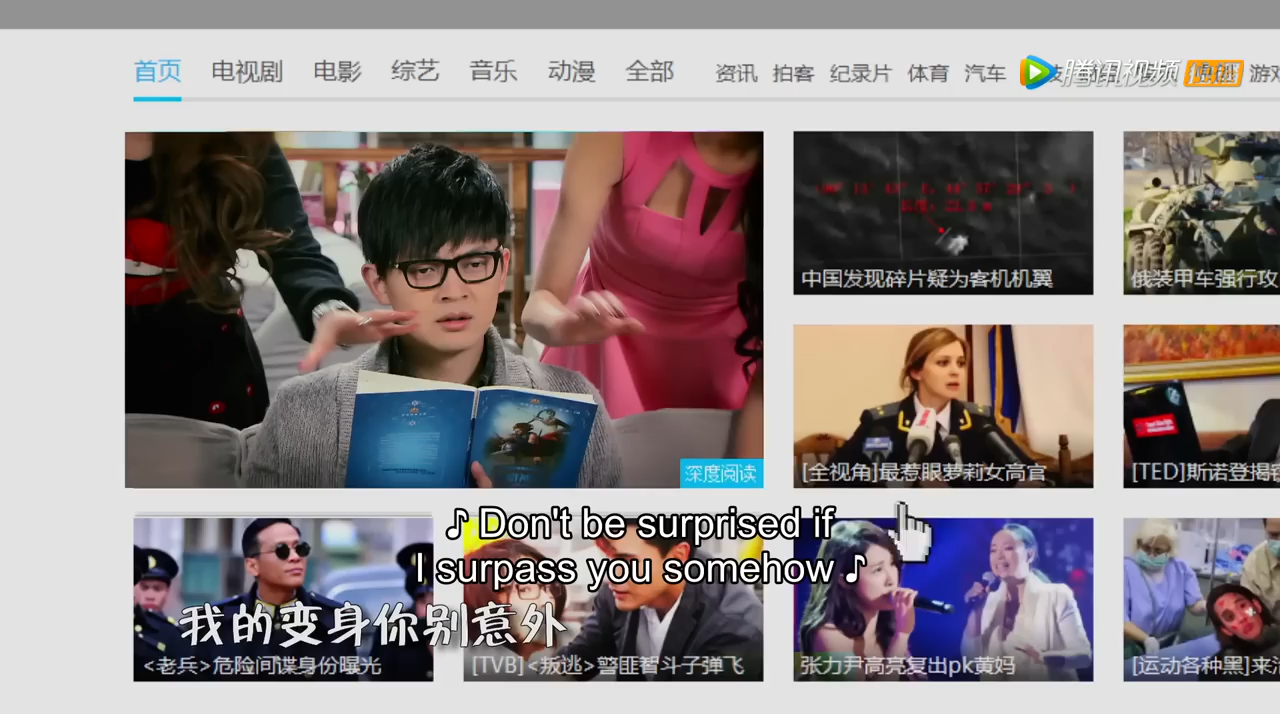 首页 电视剧 电影 综艺 音乐 动漫 全部 资讯 拍客 纪录片 体育 汽车
腾讯视频
中国发现碎片疑为客机机翼
俄装甲车强行攻
[全视角]最惹眼萝莉女高官
[TED]斯诺登揭
深度阅读
♪ Don't be surprised if
I surpass you somehow ♪
我的变身你别意外
<老兵>危险间谍身份曝光
[TVB]<叛逃>警匪智斗子弹飞
张力尹高亮复出pk黄妈
[运动各种黑]来